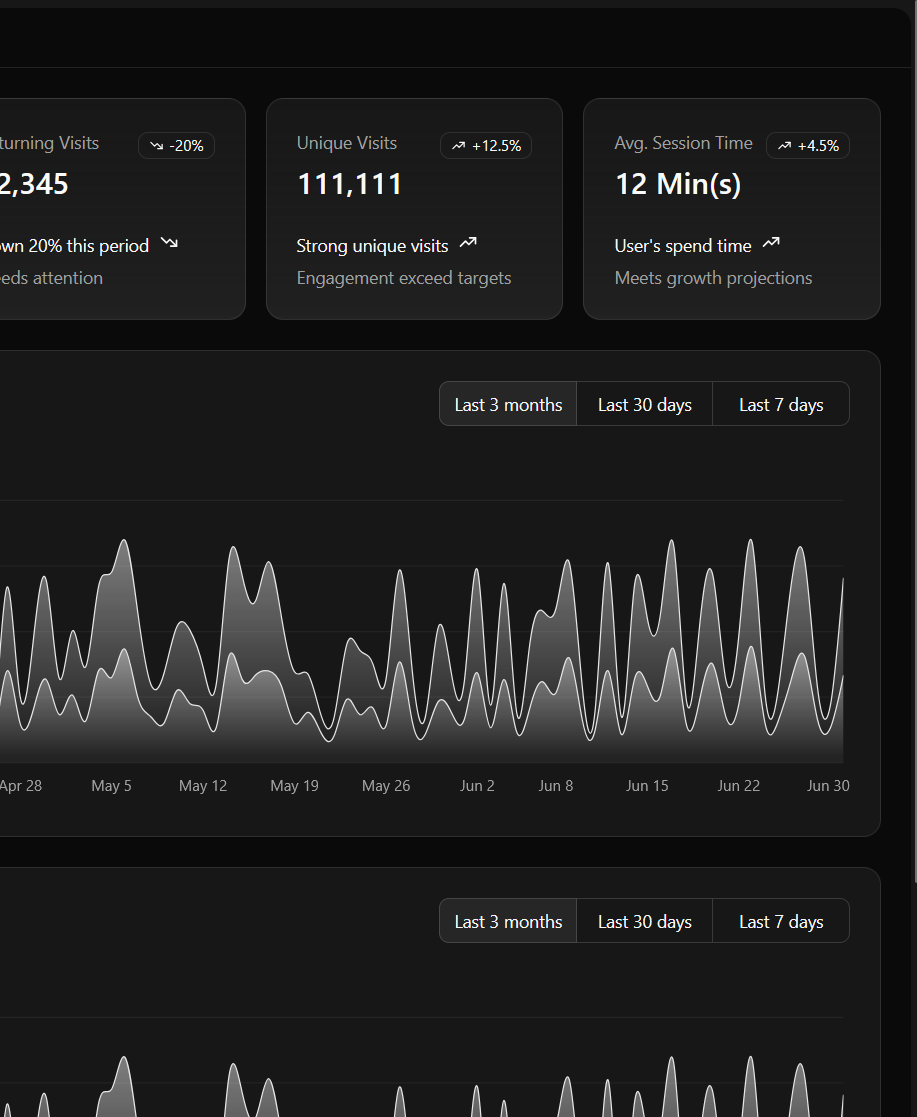 turning Visits
-20%
2,345
own 20% this period
eds attention
Unique Visits
+12.5%
111,111
Strong unique visits
Engagement exceed targets
Avg. Session Time
+4.5%
12 Min(s)
User's spend time
Meets growth projections
Last 3 months
Last 30 days
Last 7 days
Apr 28
May 5
May 12
May 19
May 26
Jun 2
Jun 8
Jun 15
Jun 22
Jun 30
Last 3 months
Last 30 days
Last 7 days